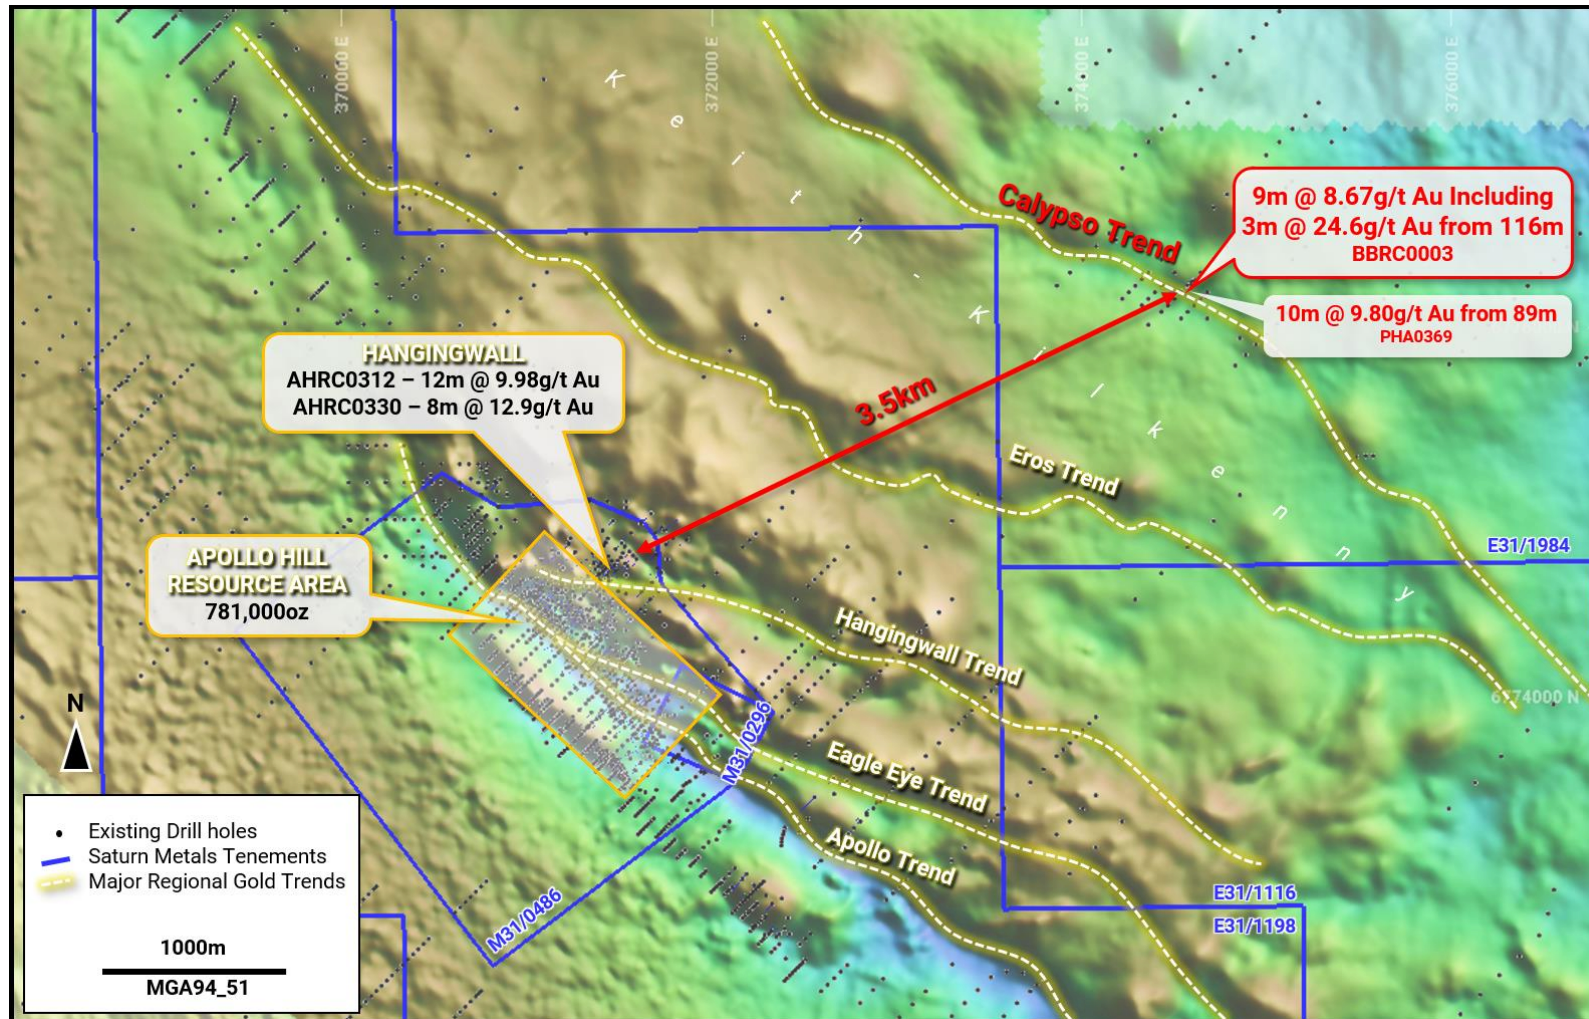 370000 E
372000 E
374000 E
376000 E
Keith-Kilkenny
Calypso Trend
9m @ 8.67g/t Au Including
3m @ 24.6g/t Au from 116m
BBRC0003
10m @ 9.80g/t Au from 89m
PHA0369
HANGINGWALL
AHRC0312 – 12m @ 9.98g/t Au
AHRC0330 – 8m @ 12.9g/t Au
3.5km
Eros Trend
E31/1984
APOLLO HILL
RESOURCE AREA
781,000oz
Hangingwall Trend
6774000 N
N
M31/0296
Eagle Eye Trend
Apollo Trend
E31/1116
E31/1198
M31/0486
Existing Drill holes
Saturn Metals Tenements
Major Regional Gold Trends
1000m
MGA94_51